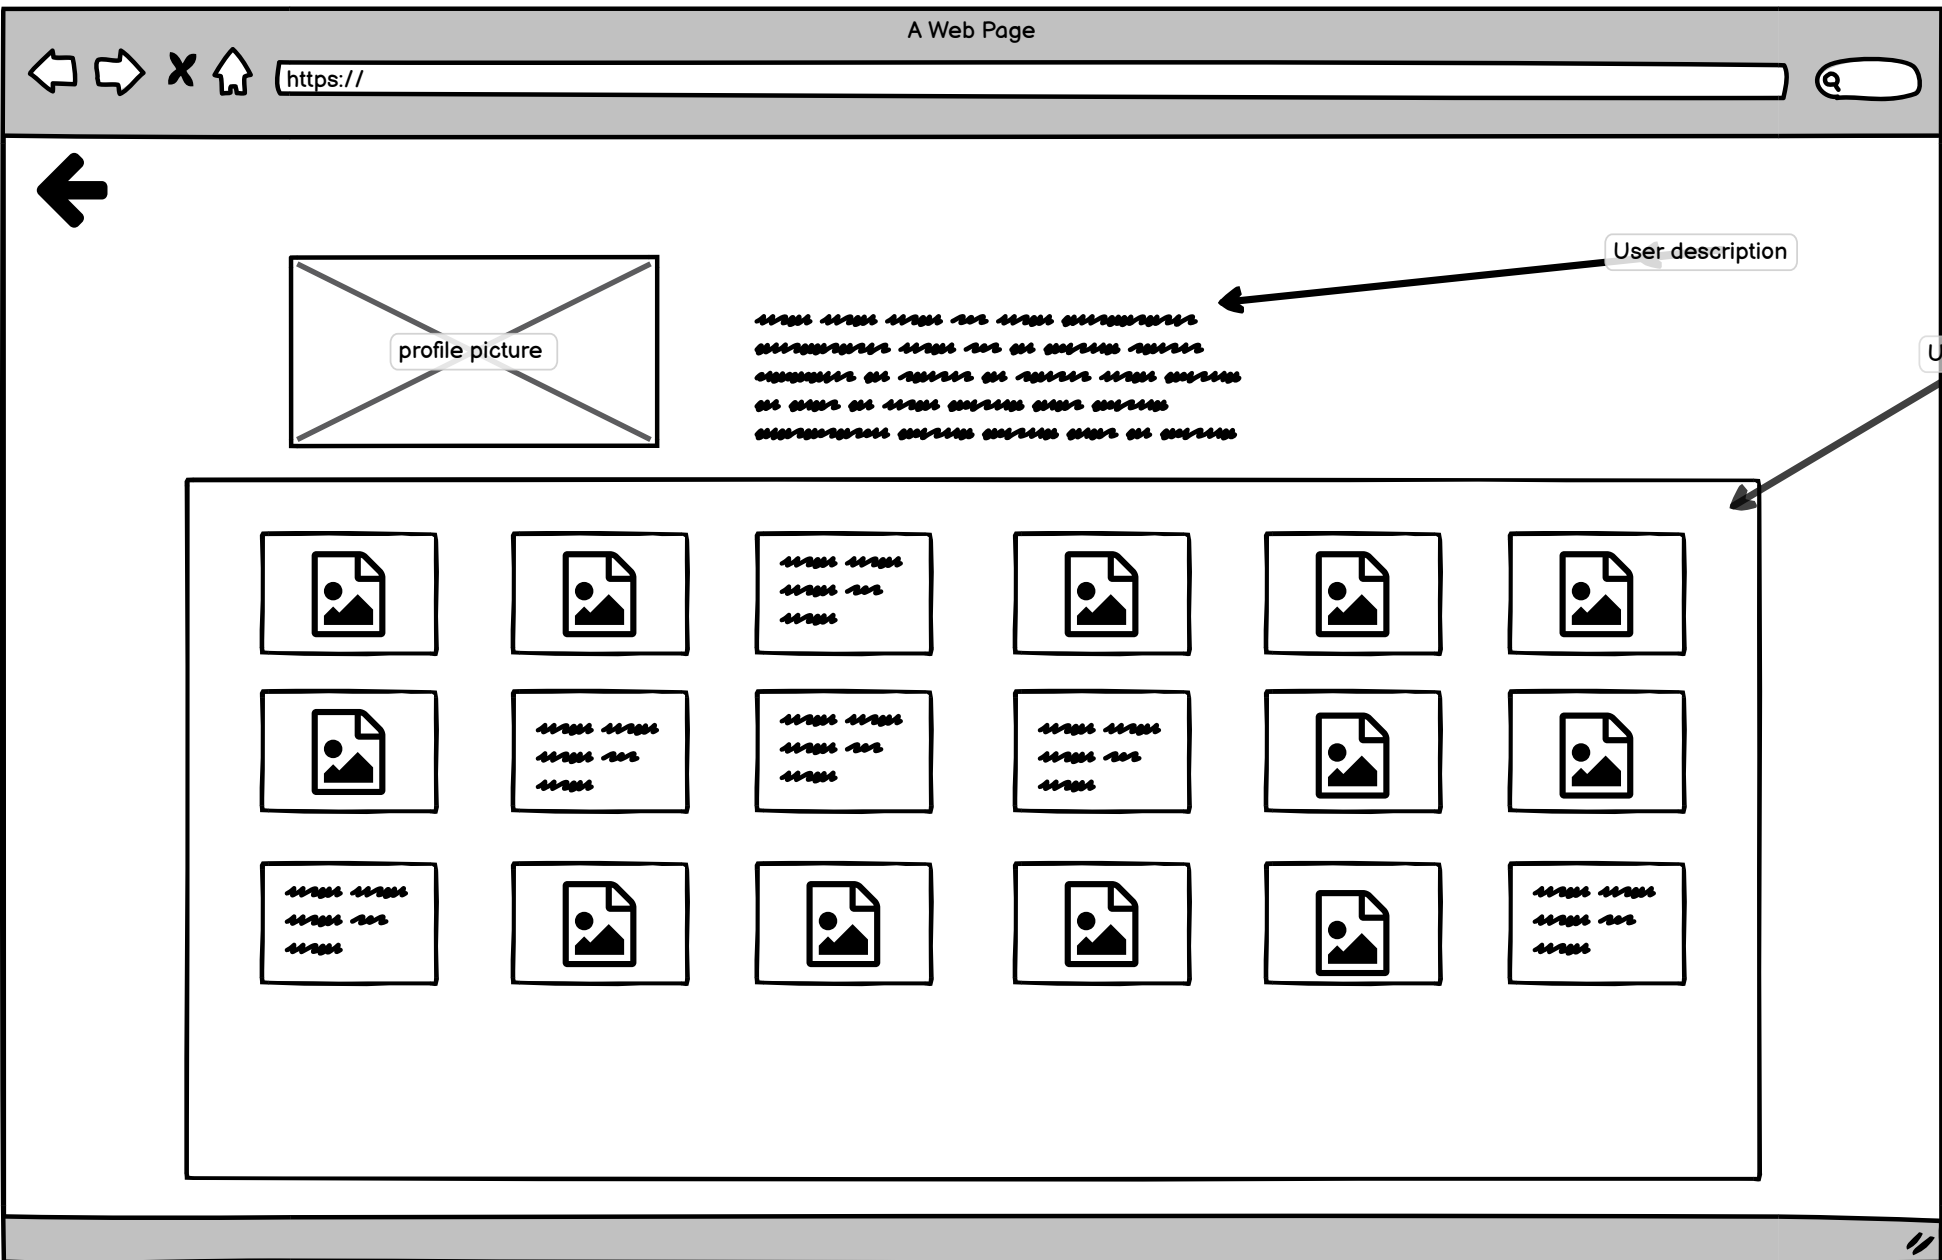 A Web Page
https://
User description
profile picture
U